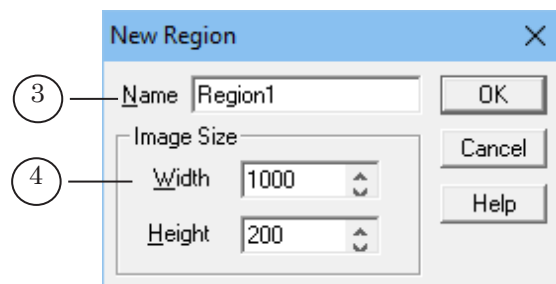 New Region
3
Name Region1
OK
Image Size
Cancel
4
Width 1000
Help
Height 200